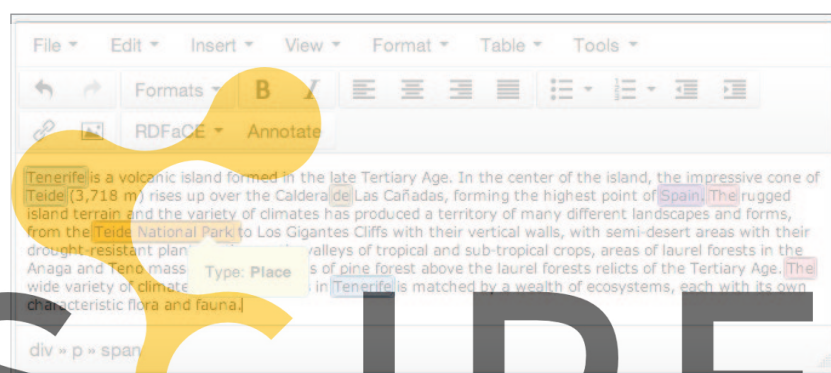 File Edit Insert View Format Table Tools
Formats B I
RDFaCE Annotate
Tenerife is a volcanic island formed in the late Tertiary Age. In the center of the island, the impressive cone of
Teide (3,718 m) rises up over the Caldera de Las Cañadas, forming the highest point of Spain. The rugged
island terrain and the variety of climates has produced a territory of many different landscapes and forms,
from the Teide National Park to Los Gigantes Cliffs with their vertical walls, with semi-desert areas with their
drought-resistant valleys of tropical and sub-tropical crops, areas of laurel forests in the
Anaga and Teno of pine forest above the laurel forests relicts of the Tertiary Age. The
wide variety of in Tenerife is matched by a wealth of ecosystems, each with its own
characteristic flora and fauna.
Type: Place
div » p » span